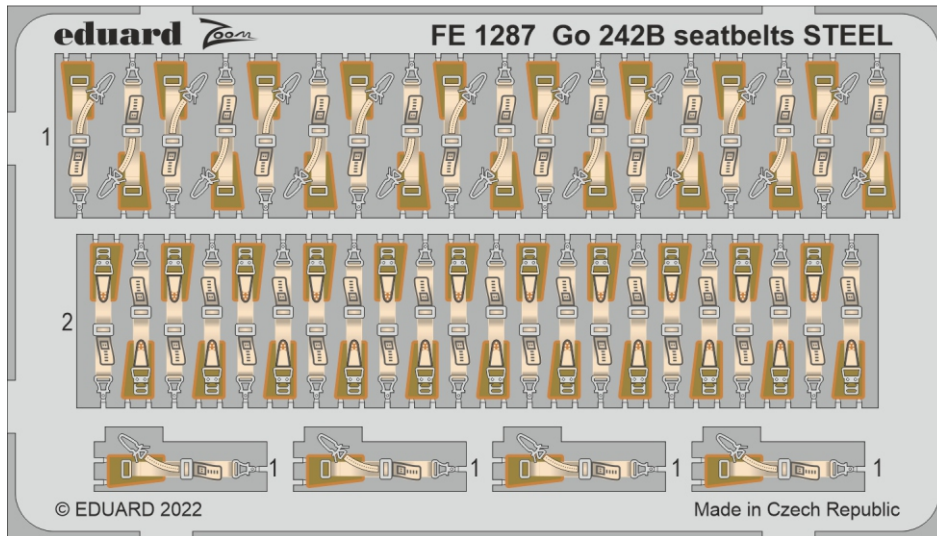 eduard Zoom FE 1287 Go 242B seatbelts STEEL
1
2
1 1 1 1
© EDUARD 2022 Made in Czech Republic